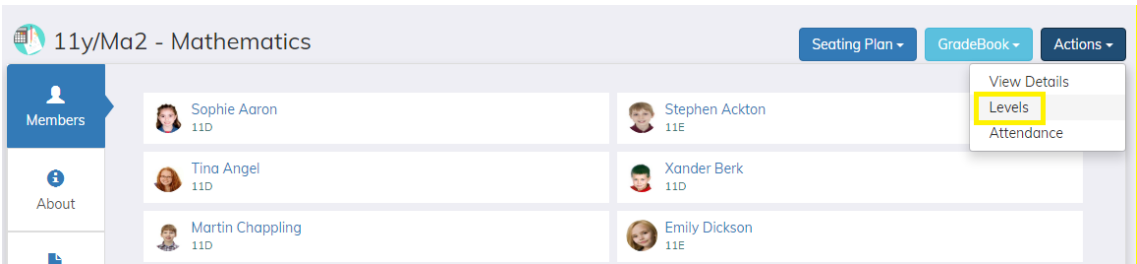 11y/Ma2 - Mathematics
Seating Plan GradeBook Actions
View Details
Levels
Attendance
Members
About
Sophie Aaron
11D
Stephen Ackton
11E
Tina Angel
11D
Xander Berk
11D
Martin Chappling
11D
Emily Dickson
11E